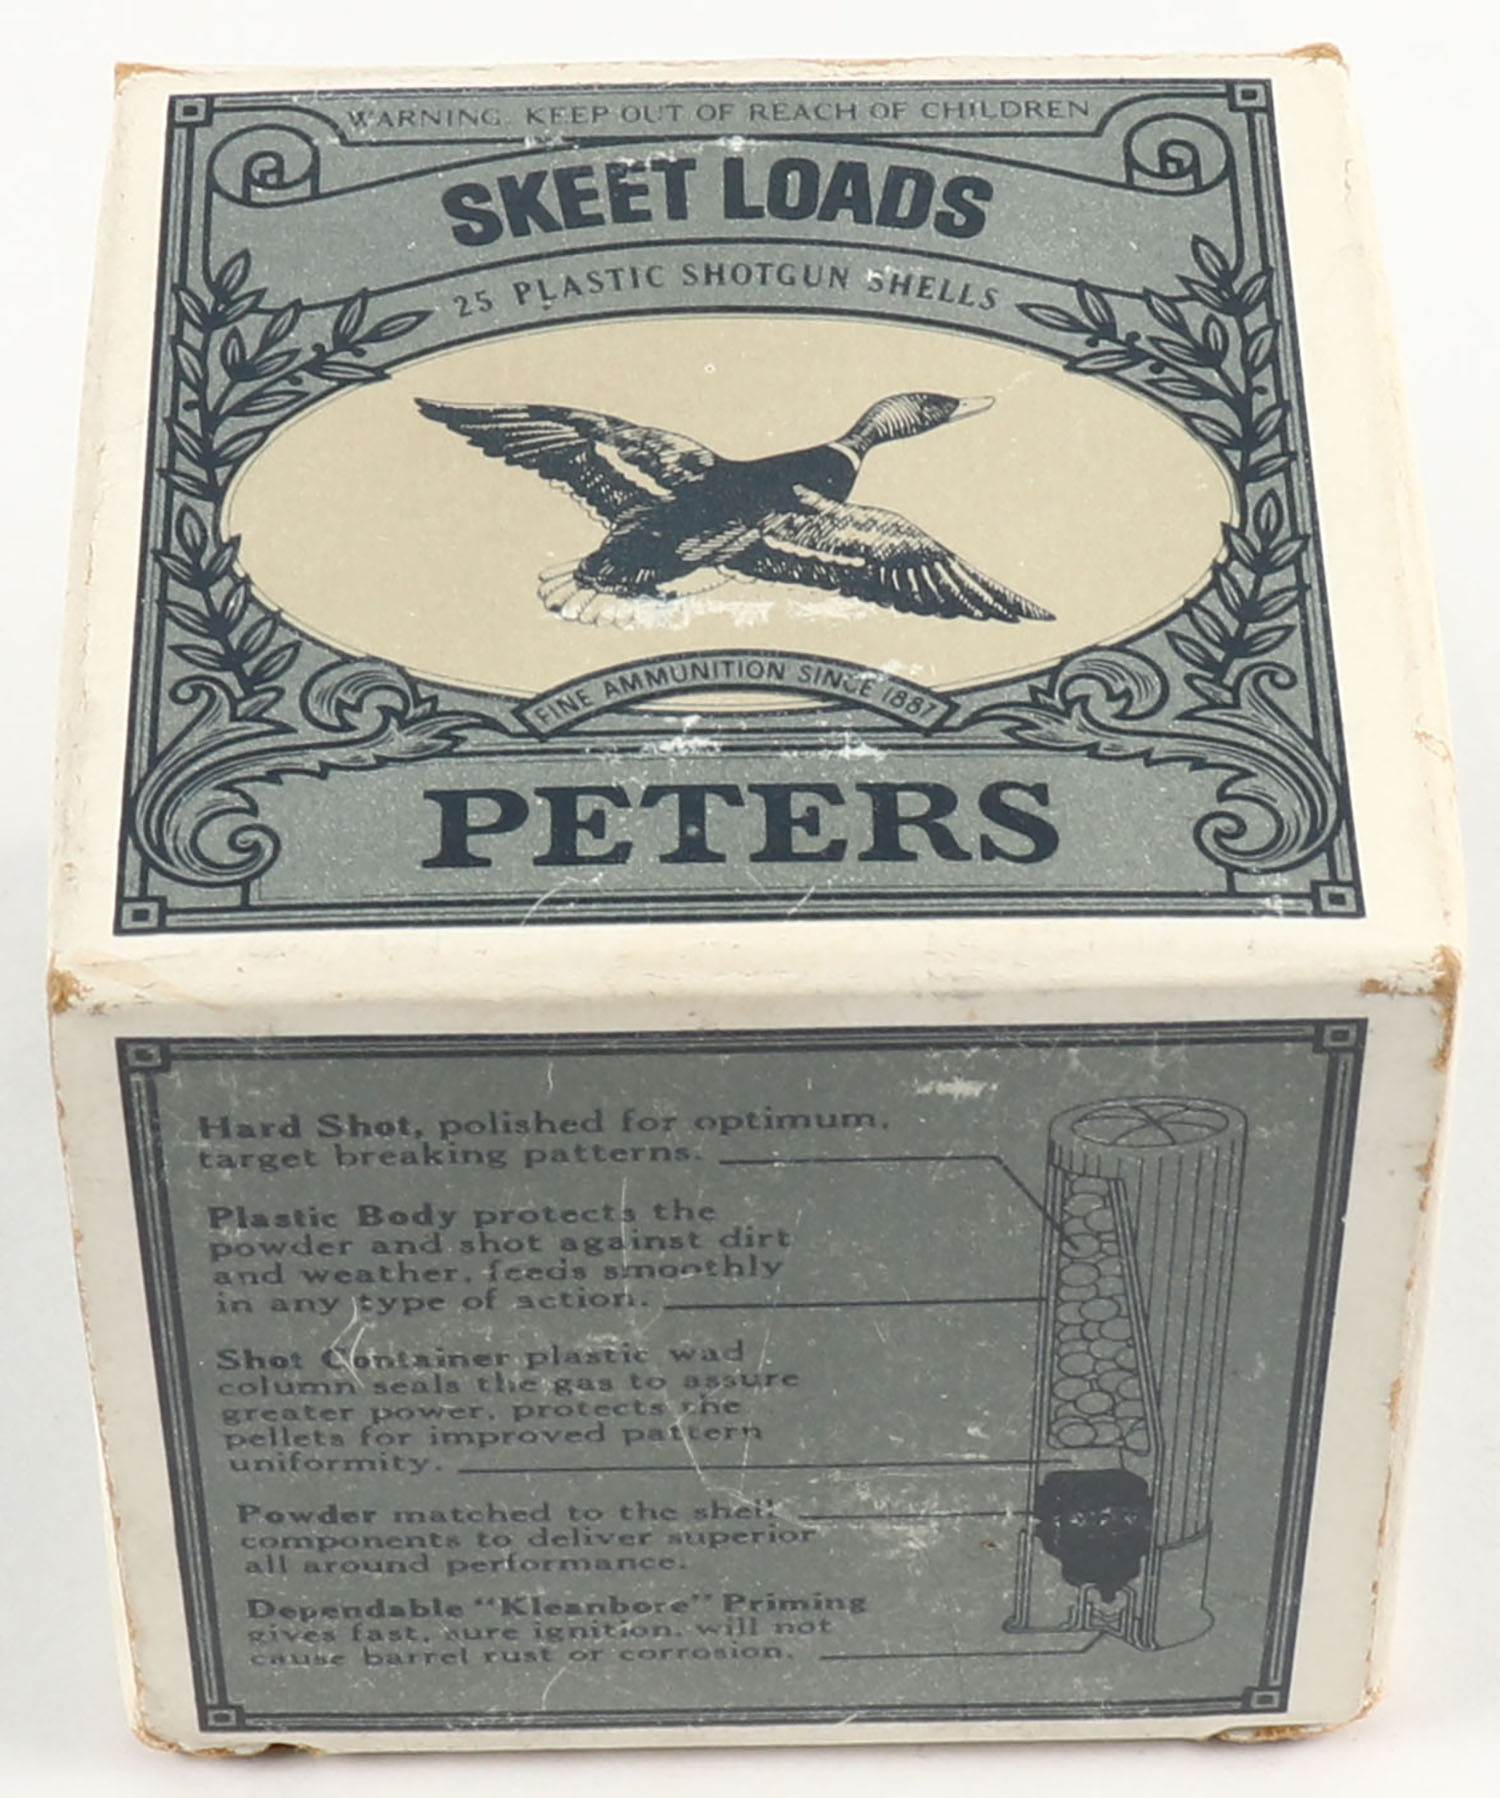 WARNING. KEEP OUT OF REACH OF CHILDREN
SKEET LOADS
25 PLASTIC SHOTGUN SHELLS
FINE AMMUNITION SINCE 1887
PETERS
Hard Shot, polished for optimum,
target breaking patterns.
Plastic Body protects the
powder and shot against dirt
and weather, feeds smoothly
in any type of action.
Shot Container plastic wad
column seals the gas to assure
greater power, protects the
pellets for improved pattern
uniformity.
Powder matched to the shell
components to deliver superior
all around performance.
Dependable "Kleanbore" Priming
gives fast, sure ignition, will not
cause barrel rust or corrosion.